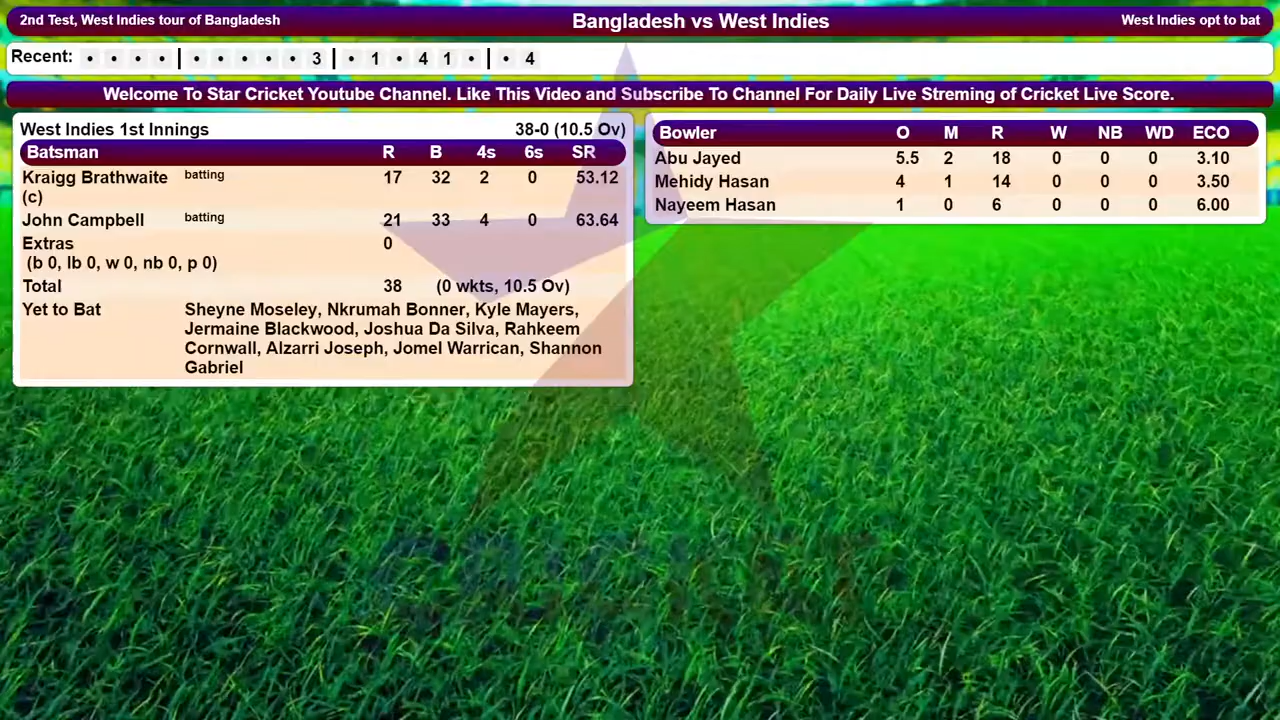 2nd Test, West Indies tour of Bangladesh
Bangladesh vs West Indies
West Indies opt to bat
Recent: • • • • | • • • • • 3 | • 1 • 4 1 • | • 4
Welcome To Star Cricket Youtube Channel. Like This Video and Subscribe To Channel For Daily Live Streming of Cricket Live Score.
West Indies 1st Innings 38-0 (10.5 Ov)
Batsman R B 4s 6s SR
Kraigg Brathwaite batting 17 32 2 0 53.12
(c)
John Campbell batting 21 33 4 0 63.64
Extras 0
(b 0, lb 0, w 0, nb 0, p 0)
Total 38 (0 wkts, 10.5 Ov)
Yet to Bat Sheyne Moseley, Nkrumah Bonner, Kyle Mayers,
Jermaine Blackwood, Joshua Da Silva, Rahkeem
Cornwall, Alzarri Joseph, Jomel Warrican, Shannon
Gabriel
Bowler O M R W NB WD ECO
Abu Jayed 5.5 2 18 0 0 0 3.10
Mehidy Hasan 4 1 14 0 0 0 3.50
Nayeem Hasan 1 0 6 0 0 0 6.00